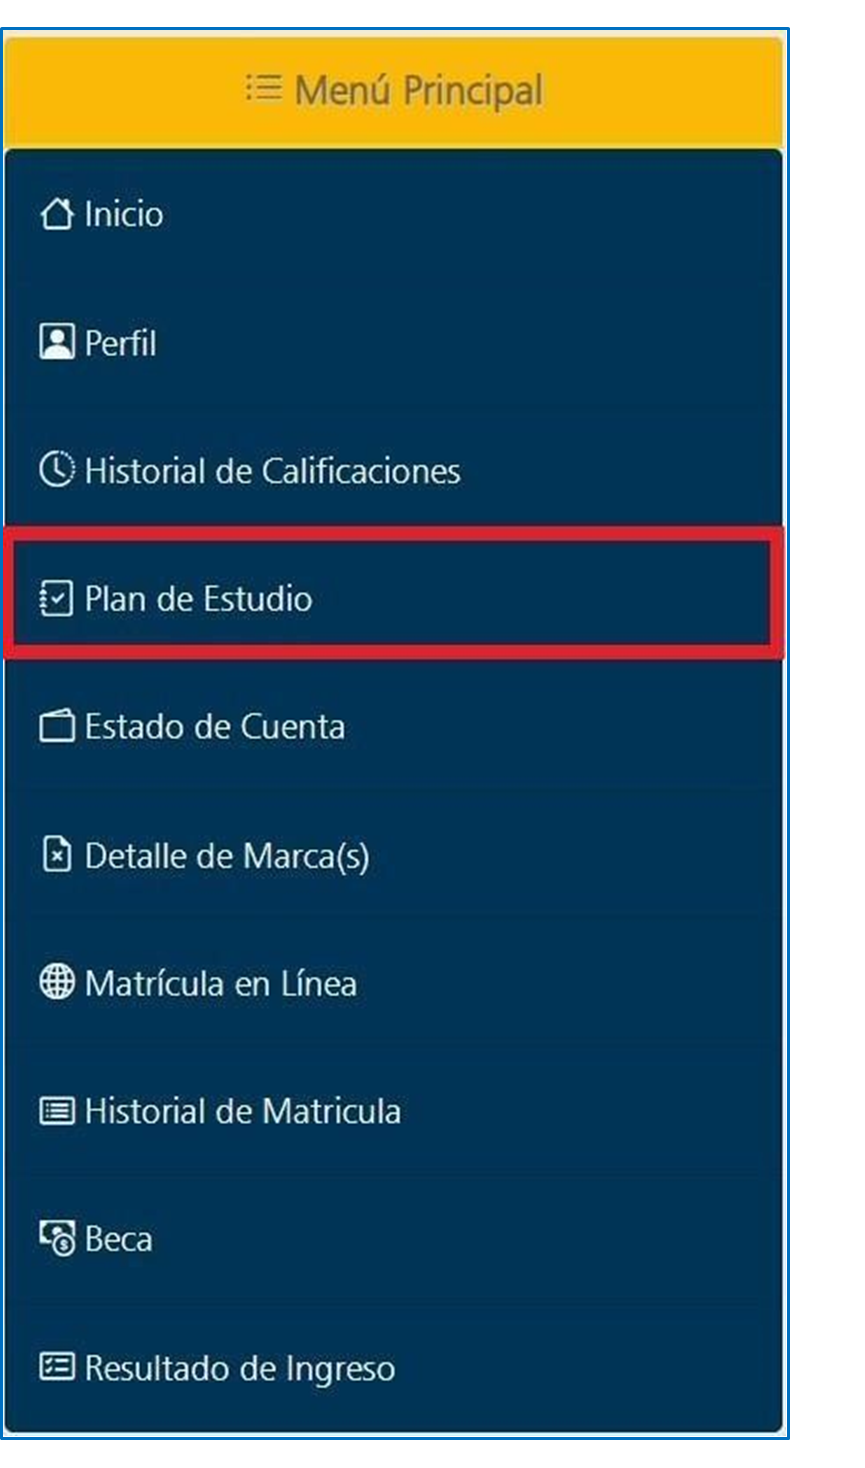 Menú Principal
Inicio
Perfil
Historial de Calificaciones
Plan de Estudio
Estado de Cuenta
Detalle de Marca(s)
Matrícula en Línea
Historial de Matricula
Beca
Resultado de Ingreso